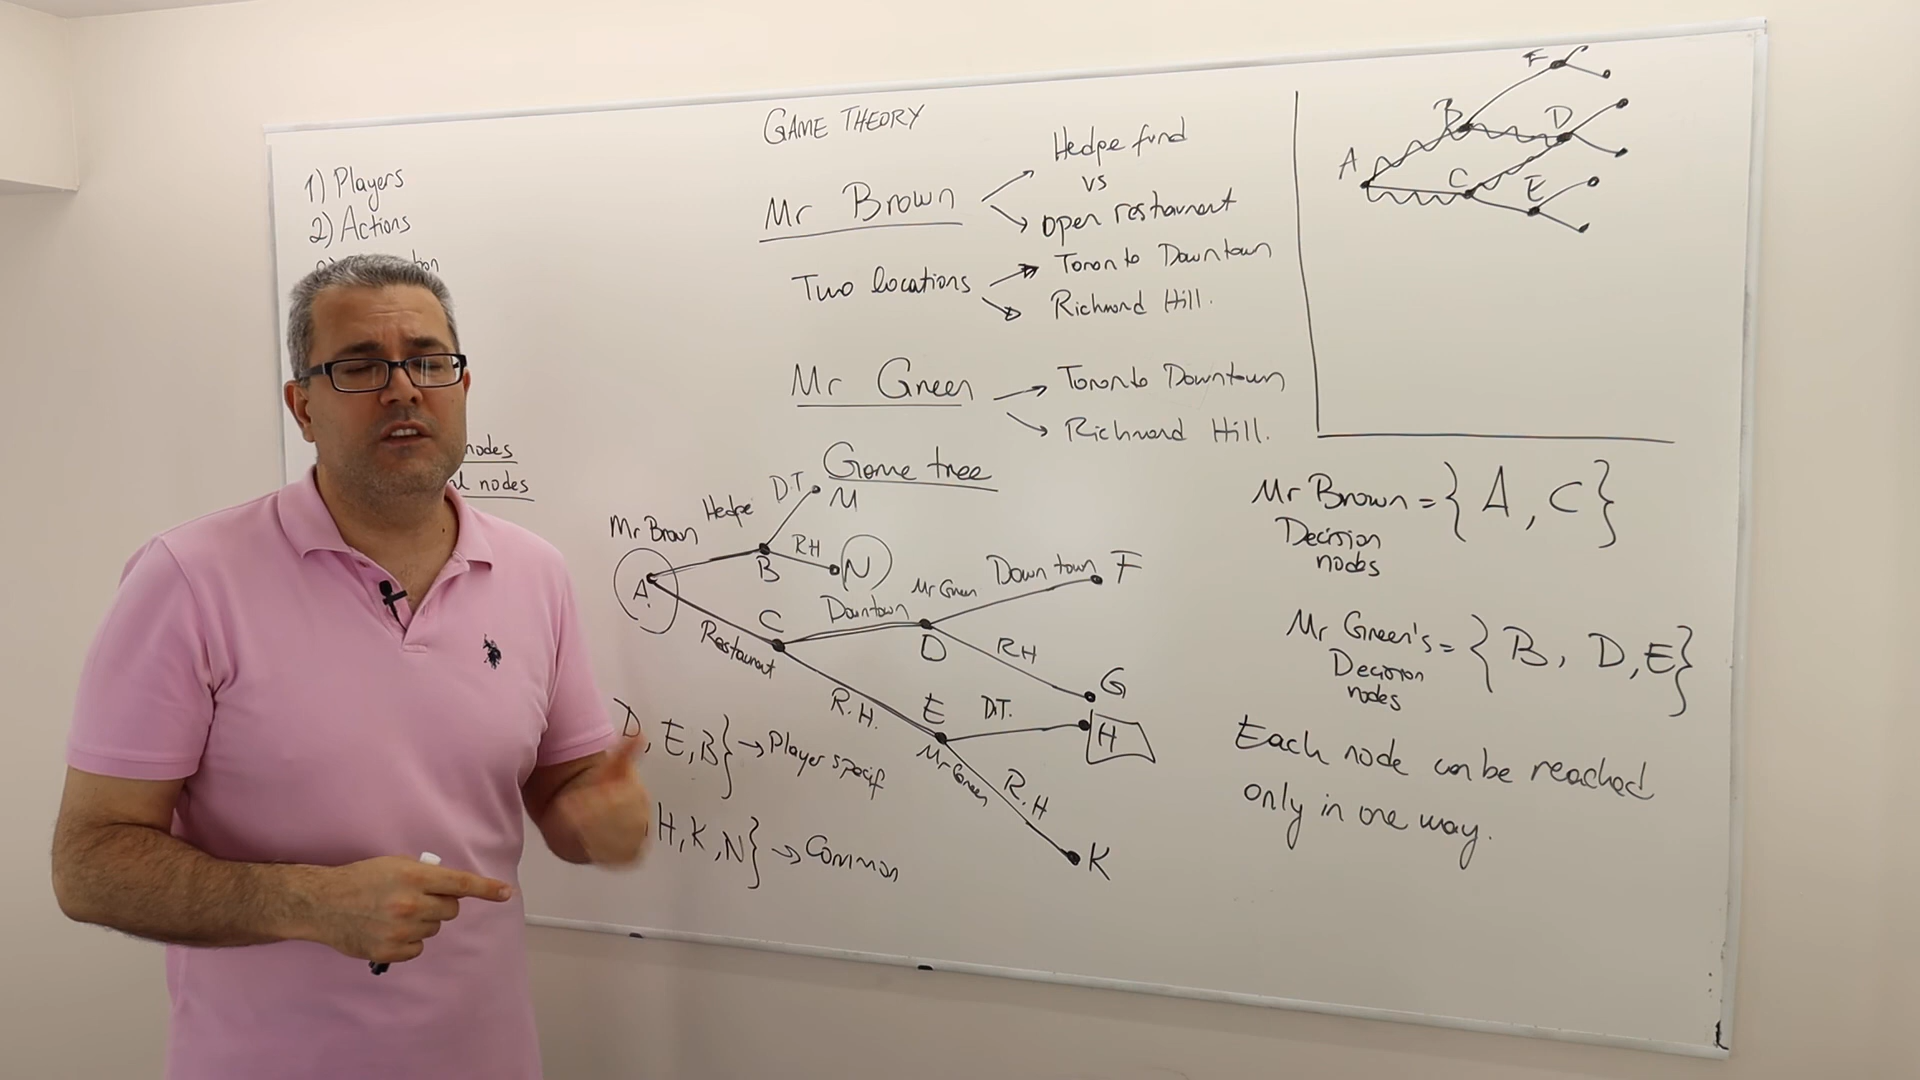 GAME THEORY
1) Players
2) Actions
tion
nodes
nodes
Mr Brown
Hedge fund
vs
open restaurant
Two locations
Toronto Downtown
Richmond Hill.
Mr Green
Toronto Downtown
Richmond Hill.
Game tree
Mr Brown
Hedge
D.T.
M
A
B
RH
N
Restaurant
C
Downtown
Mr Green
D
Downtown
F
RH
G
R.H.
E
Mr Green
D.T.
H
R.H
K
D, E, B} → Player specif
H, K, N} → Common
A
B
C
D
E
F
Mr Brown = { A, C }
Decision
nodes
Mr Green's = { B, D, E }
Decision
nodes
Each node can be reached
only in one way.